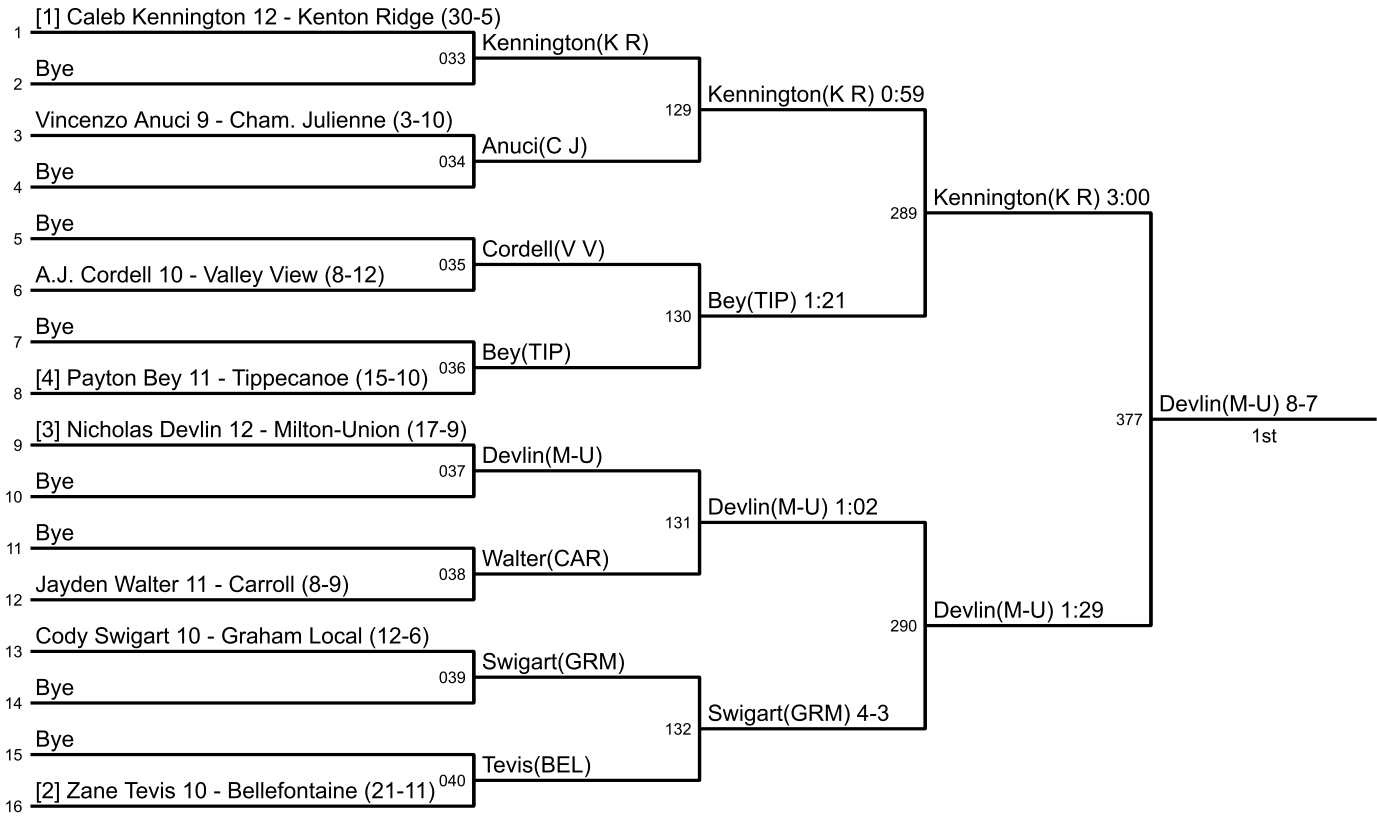 [1] Caleb Kennington 12 - Kenton Ridge (30-5)
1
Kennington(K R)
033
Bye
2
Kennington(K R) 0:59
129
Vincenzo Anuci 9 - Cham. Julienne (3-10)
3
Anuci(C J)
034
Bye
4
Kennington(K R) 3:00
289
Bye
5
Cordell(V V)
035
A.J. Cordell 10 - Valley View (8-12)
6
Bey(TIP) 1:21
130
Bye
7
Bey(TIP)
036
[4] Payton Bey 11 - Tippecanoe (15-10)
8
Devlin(M-U) 8-7
377
1st
[3] Nicholas Devlin 12 - Milton-Union (17-9)
9
Devlin(M-U)
037
Bye
10
Devlin(M-U) 1:02
131
Bye
11
Walter(CAR)
038
Jayden Walter 11 - Carroll (8-9)
12
Devlin(M-U) 1:29
290
Cody Swigart 10 - Graham Local (12-6)
13
Swigart(GRM)
039
Bye
14
Swigart(GRM) 4-3
132
Bye
15
Tevis(BEL)
040
[2] Zane Tevis 10 - Bellefontaine (21-11)
16